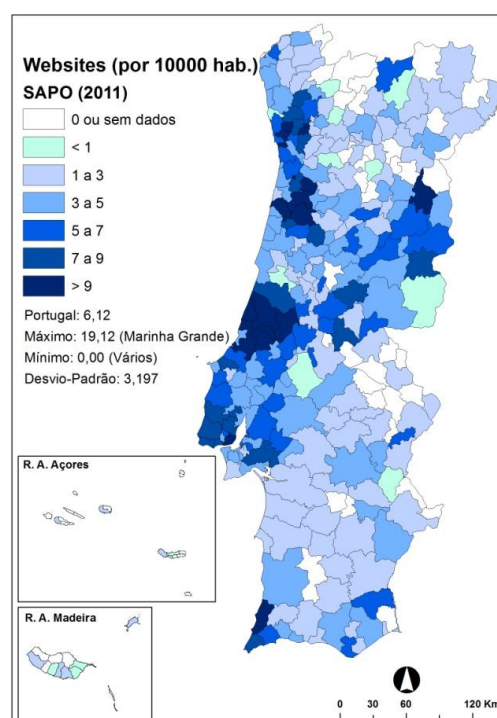 Websites (por 10000 hab.)
SAPO (2011)
0 ou sem dados
< 1
1 a 3
3 a 5
5 a 7
7 a 9
> 9
Portugal: 6,12
Máximo: 19,12 (Marinha Grande)
Mínimo: 0,00 (Vários)
Desvio-Padrão: 3,197
R. A. Açores
R. A. Madeira
0 30 60 120 Km